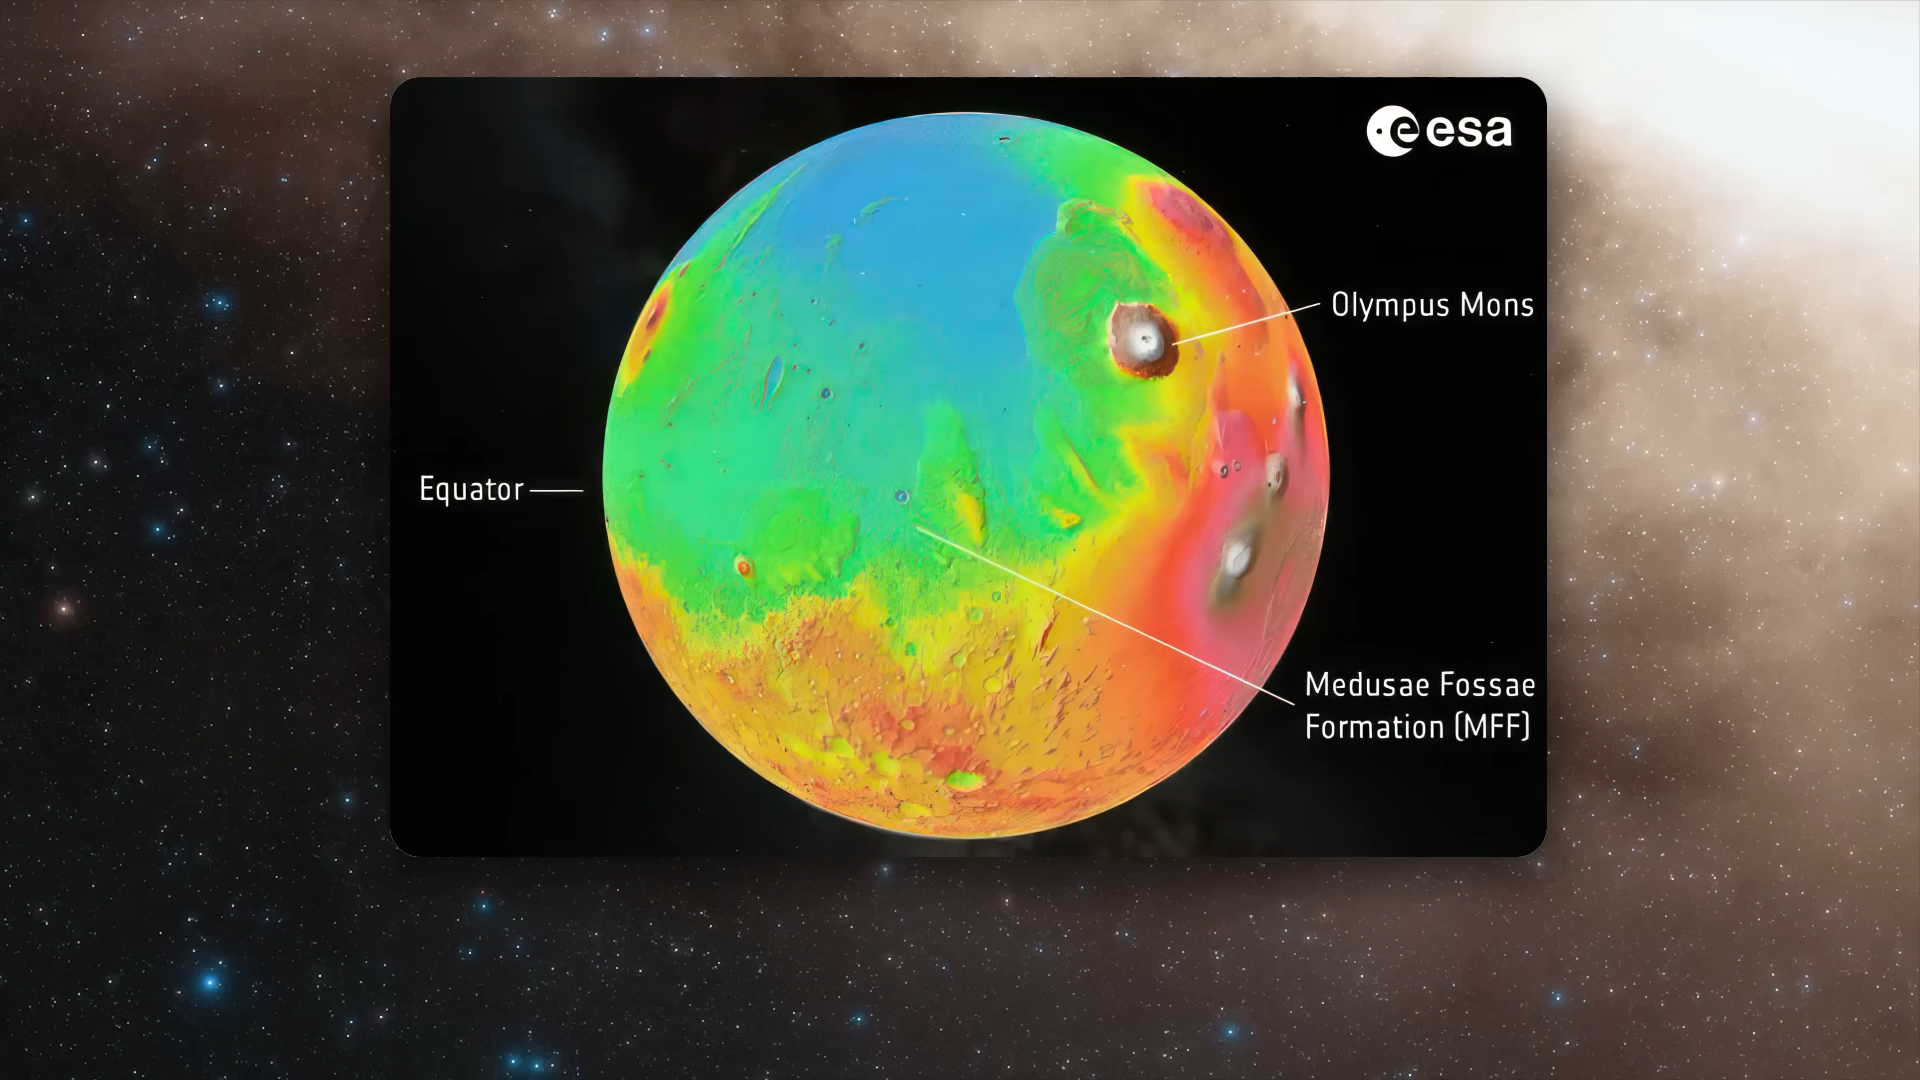 esa
Olympus Mons
Equator
Medusae Fossae
Formation (MFF)